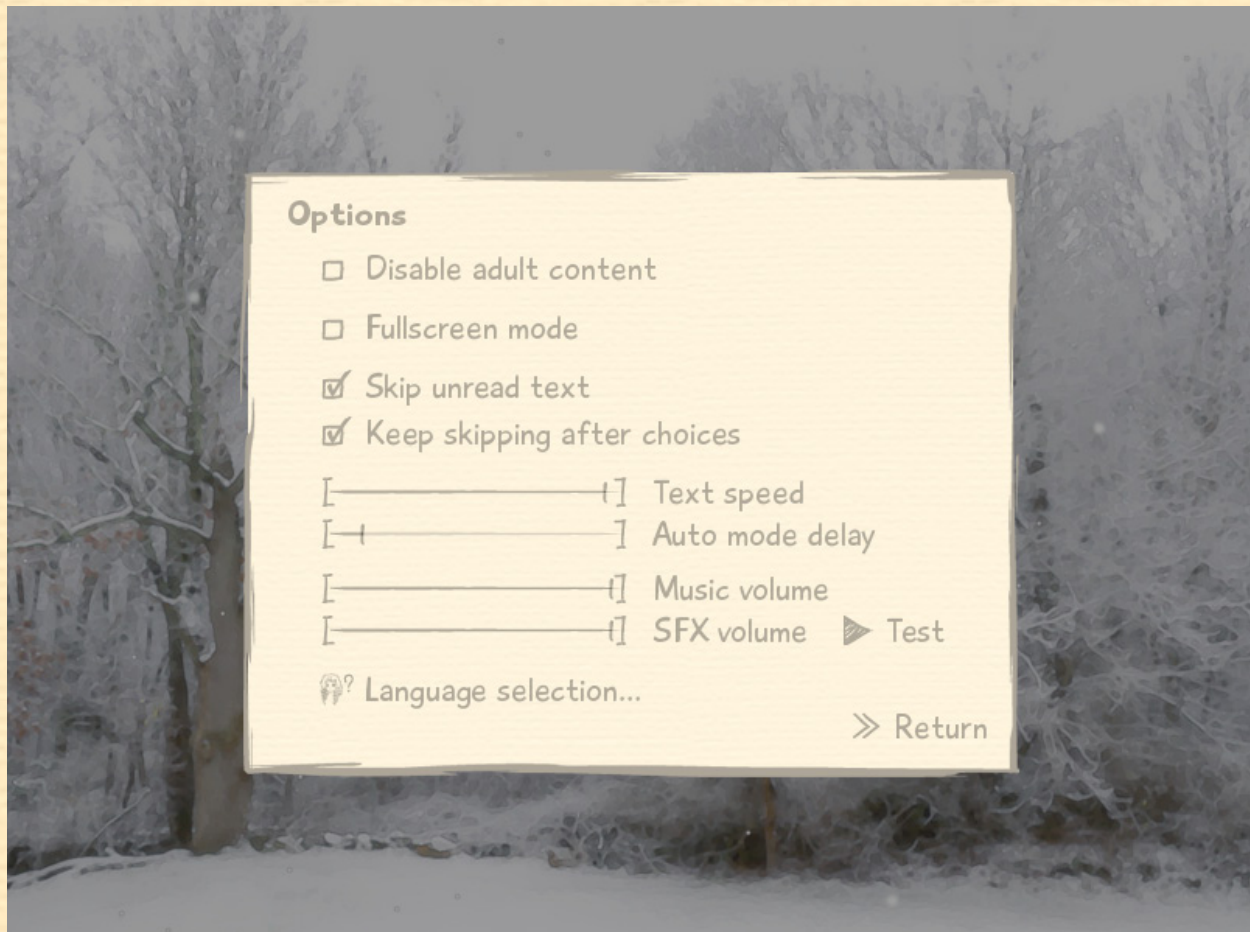 Options
Disable adult content
Fullscreen mode
Skip unread text
Keep skipping after choices
Text speed
Auto mode delay
Music volume
SFX volume Test
? Language selection...
Return